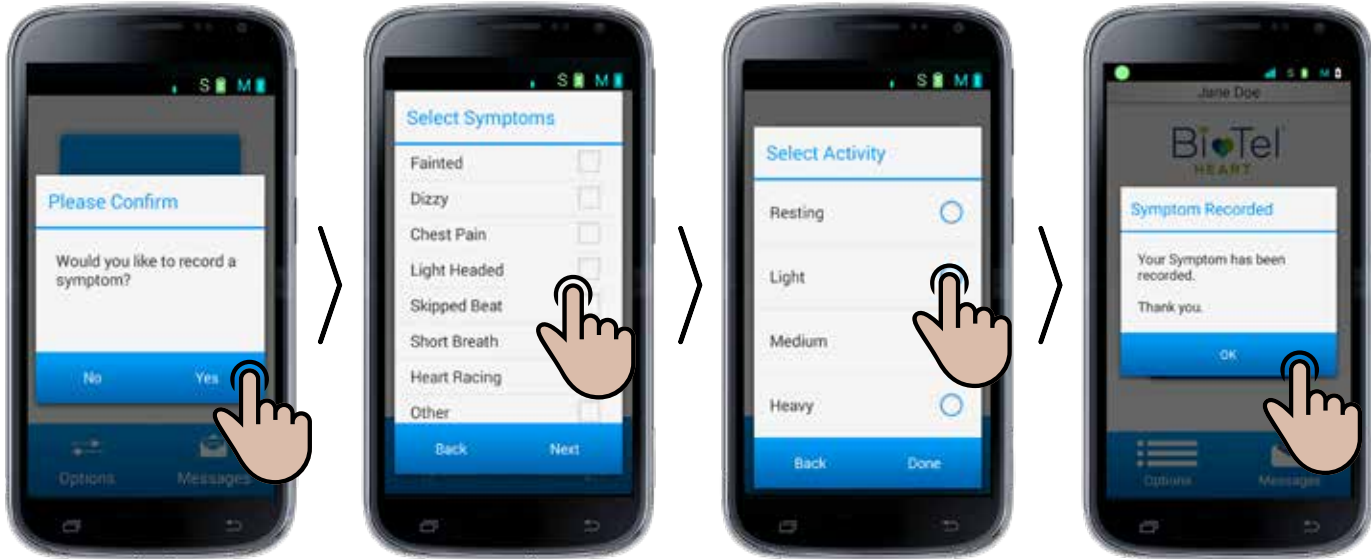 S M
Please Confirm
Would you like to record a
symptom?
No Yes
Options Messages
S M
Select Symptoms
Fainted
Dizzy
Chest Pain
Light Headed
Skipped Beat
Short Breath
Heart Racing
Other
Back Next
S M
Select Activity
Resting
Light
Medium
Heavy
Back Done
S M
Jane Doe
BioTel
HEART
Symptom Recorded
Your Symptom has been
recorded.
Thank you.
OK
Options Messages